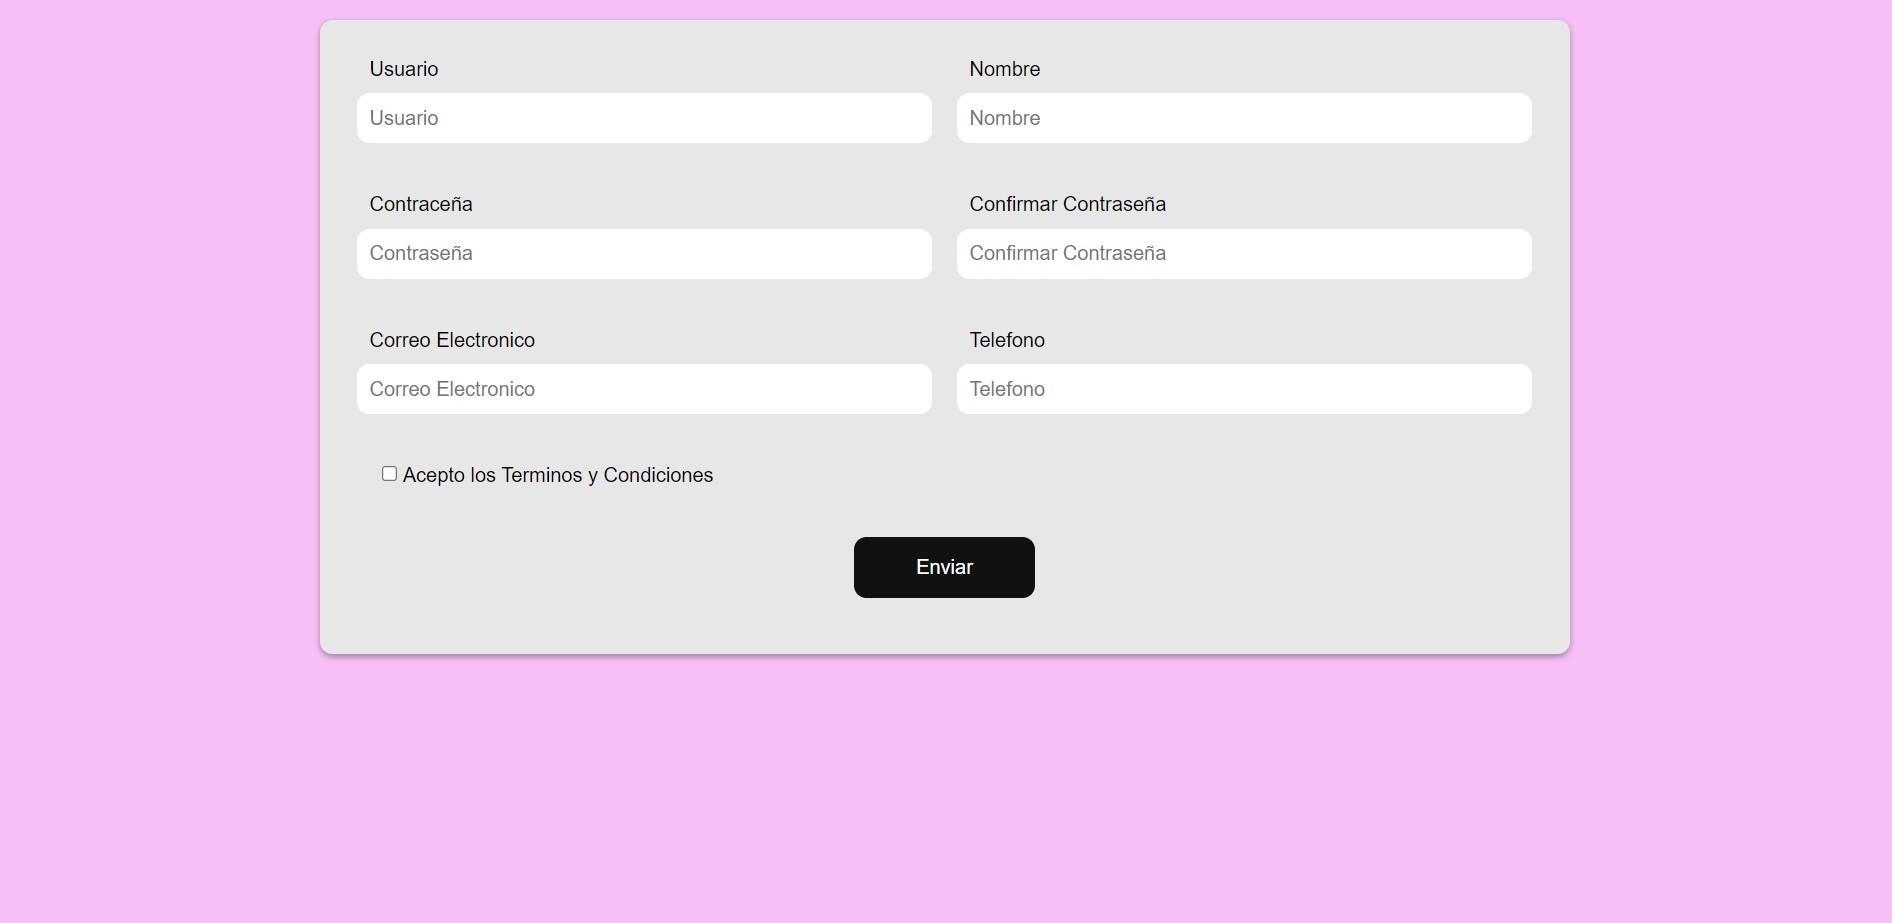 Usuario
Nombre
Usuario
Nombre
Contraceña
Confirmar Contraseña
Contraseña
Confirmar Contraseña
Correo Electronico
Telefono
Correo Electronico
Telefono
Acepto los Terminos y Condiciones
Enviar